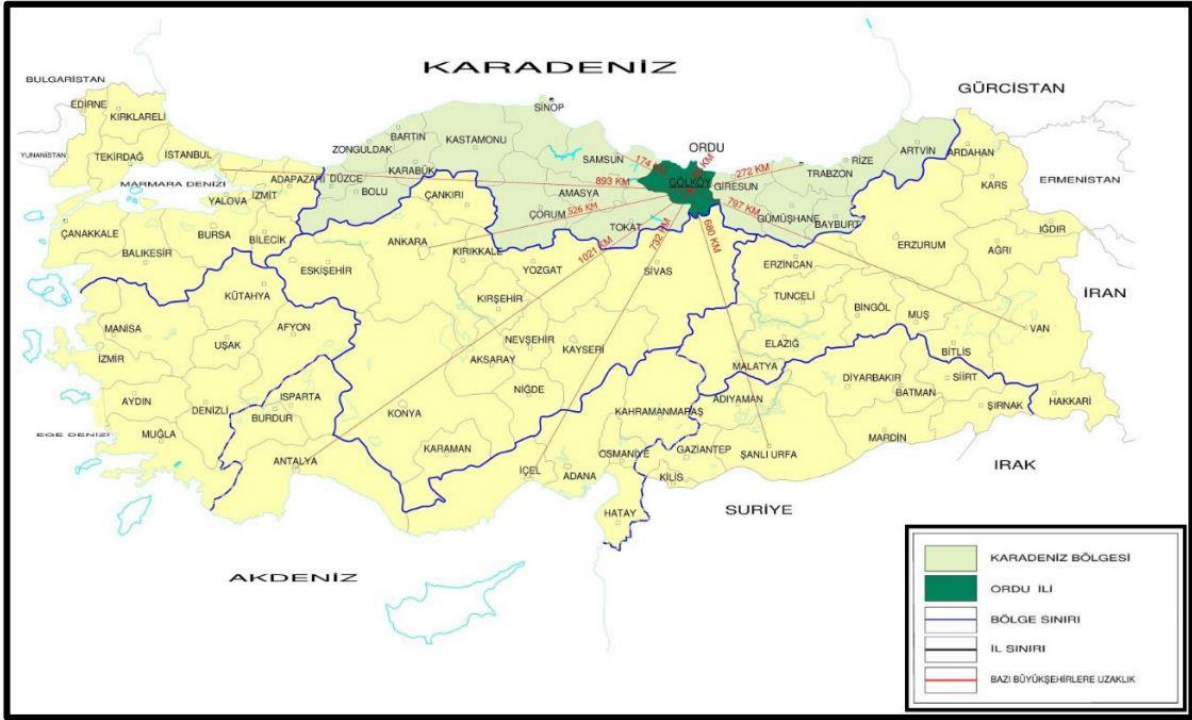 KARADENİZ
BULGARİSTAN
GÜRCİSTAN
EDİRNE
KIRKLARELİ
SİNOP
YUNANİSTAN
TEKİRDAĞ
İSTANBUL
ZONGULDAK
BARTIN
KASTAMONU
SAMSUN
174 KM
ORDU
KM
272 KM
RİZE
ARTVİN
ARDAHAN
MARMARA DENİZİ
YALOVA
İZMİT
ADAPAZARI
DÜZCE
BOLU
KARABÜK
ÇANKIRI
893 KM
AMASYA
GÖLKÖY
GİRESUN
TRABZON
KARS
ERMENİSTAN
ÇANAKKALE
BALIKESİR
BURSA
BİLECİK
ANKARA
ÇORUM
526 KM
TOKAT
797 KM
GÜMÜŞHANE
BAYBURT
IĞDIR
ESKİŞEHİR
KIRIKKALE
YOZGAT
1021 KM
732 KM
680 KM
SİVAS
ERZİNCAN
ERZURUM
AĞRI
İRAN
KÜTAHYA
KIRŞEHİR
TUNCELİ
BİNGÖL
MUŞ
VAN
MANİSA
UŞAK
AFYON
NEVŞEHİR
KAYSERİ
ELAZIĞ
BİTLİS
İZMİR
AKSARAY
MALATYA
SİİRT
AYDIN
DENİZLİ
ISPARTA
BURDUR
NİĞDE
KONYA
ADIYAMAN
DİYARBAKIR
BATMAN
ŞIRNAK
HAKKARİ
EGE DENİZİ
MUĞLA
KAHRAMANMARAŞ
MARDİN
ANTALYA
KARAMAN
İÇEL
ADANA
OSMANİYE
GAZİANTEP
ŞANLI URFA
KİLİS
IRAK
HATAY
SURİYE
AKDENİZ
KARADENİZ BÖLGESİ
ORDU İLİ
BÖLGE SINIRI
İL SINIRI
BAZI BÜYÜKŞEHİRLERE UZAKLIK